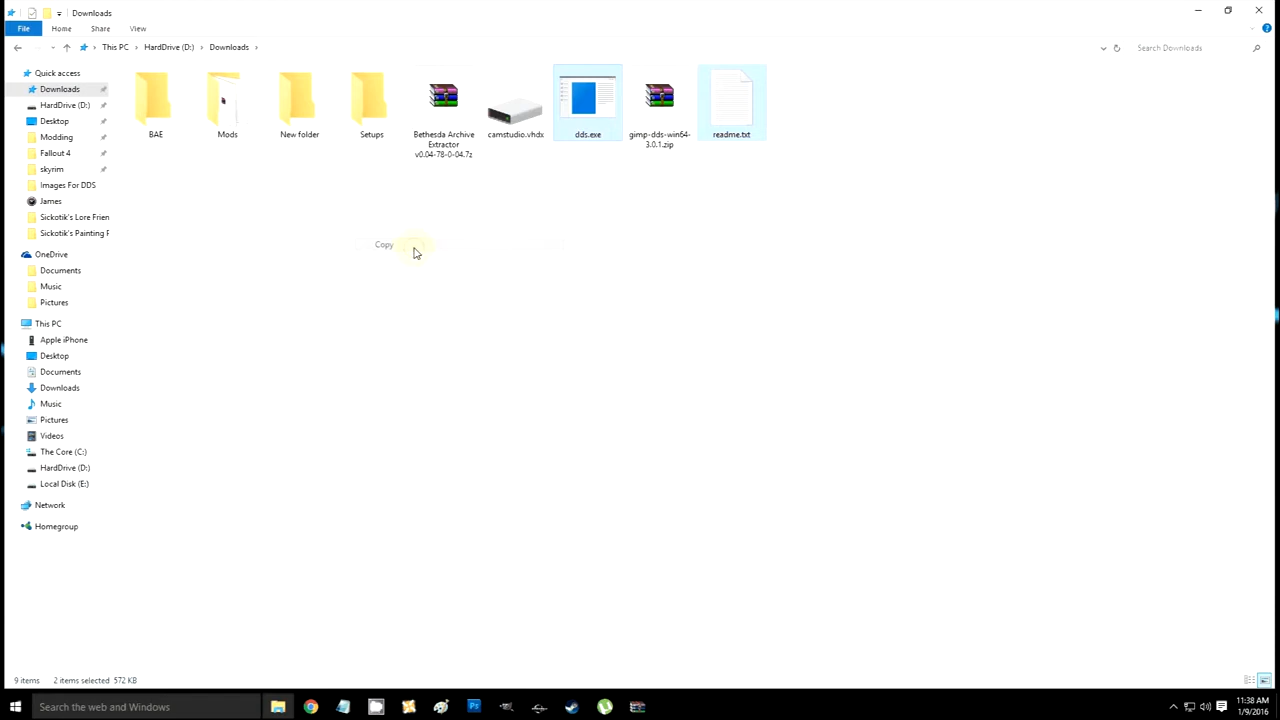 Downloads
File Home Share View
This PC HardDrive (D:) Downloads
Search Downloads
Quick access
Downloads
HardDrive (D:)
Desktop
Modding
Fallout 4
skyrim
Images For DDS
James
Sickotik's Lore Frien
Sickotik's Painting F
OneDrive
Documents
Music
Pictures
This PC
Apple iPhone
Desktop
Documents
Downloads
Music
Pictures
Videos
The Core (C:)
HardDrive (D:)
Local Disk (E:)
Network
Homegroup
BAE
Mods
New folder
Setups
Bethesda Archive
Extractor
v0.04-78-0-04.7z
camstudio.vhdx
dds.exe
gimp-dds-win64-
3.0.1.zip
readme.txt
Copy
9 items 2 items selected 572 KB
Search the web and Windows
11:38 AM
1/9/2016